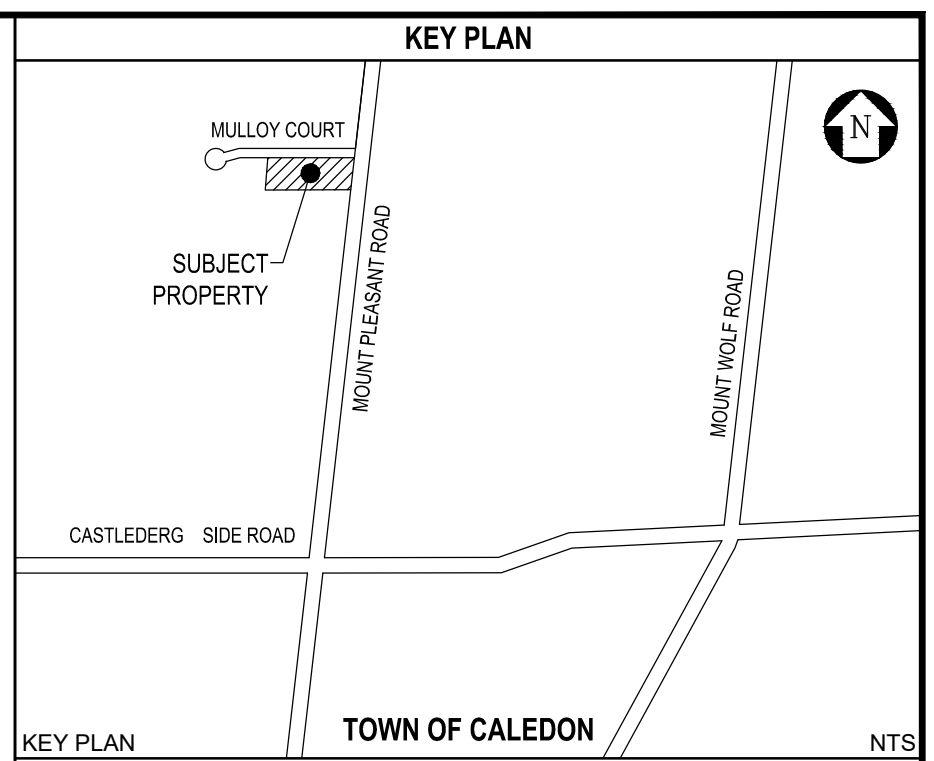 KEY PLAN
MULLOY COURT
N
SUBJECT
PROPERTY
MOUNT PLEASANT ROAD
MOUNT WOLF ROAD
CASTLEDERG SIDE ROAD
TOWN OF CALEDON
KEY PLAN
NTS